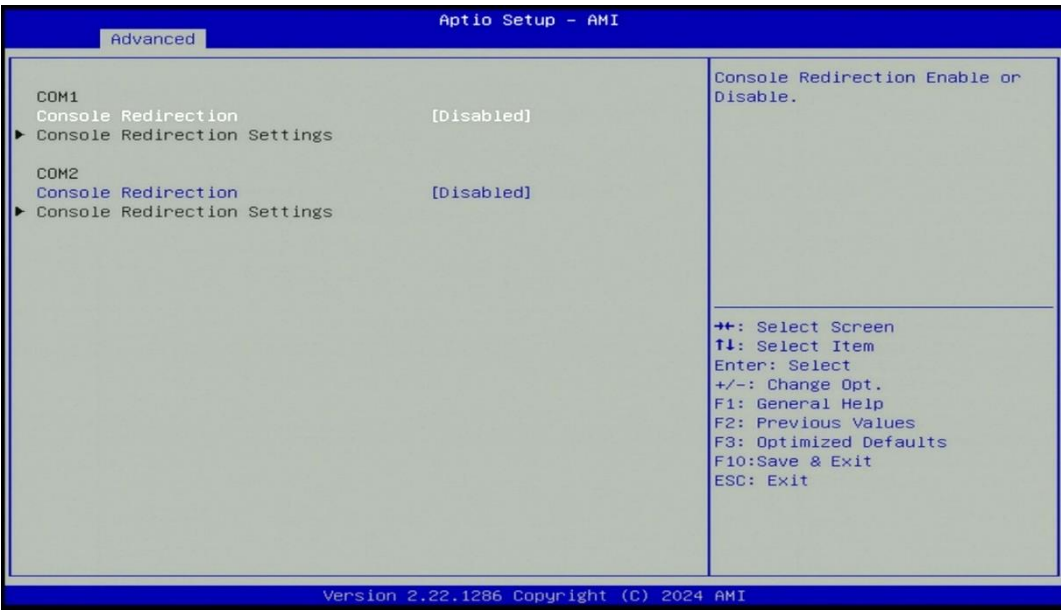 Aptio Setup – AMI
Advanced
COM1
Console Redirection [Disabled]
▶ Console Redirection Settings
COM2
Console Redirection [Disabled]
▶ Console Redirection Settings
Console Redirection Enable or
Disable.
→←: Select Screen
↑↓: Select Item
Enter: Select
+/-: Change Opt.
F1: General Help
F2: Previous Values
F3: Optimized Defaults
F10:Save & Exit
ESC: Exit
Version 2.22.1286 Copyright (C) 2024 AMI